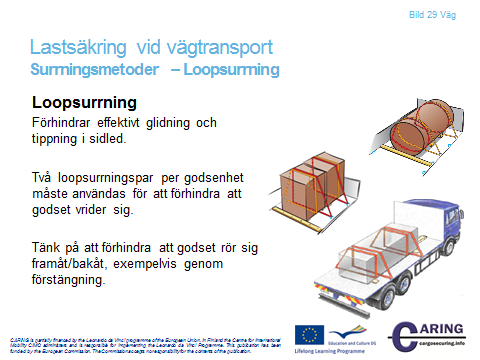 Bild 29 Väg
Lastsäkring vid vägtransport
Surrningsmetoder – Loopsurrning
Loopsurrning
Förhindrar effektivt glidning och
tippning i sidled.
Två loopsurrningspar per godsenhet
måste användas för att förhindra att
godset vrider sig.
Tänk på att förhindra att godset rör sig
framåt/bakåt, exempelvis genom
förstängning.
CARING is partially financed by the Leonardo da Vinci programme of the European Union. In Finland the Centre for International
Mobility CIMO administers and is responsible for implementing the Leonardo da Vinci Programme. This publication has been
funded by the European Commission. The Commission accepts no responsibility for the contents of the publication.
Education and Culture DG
Lifelong Learning Programme
CARING
cargosecuring.info